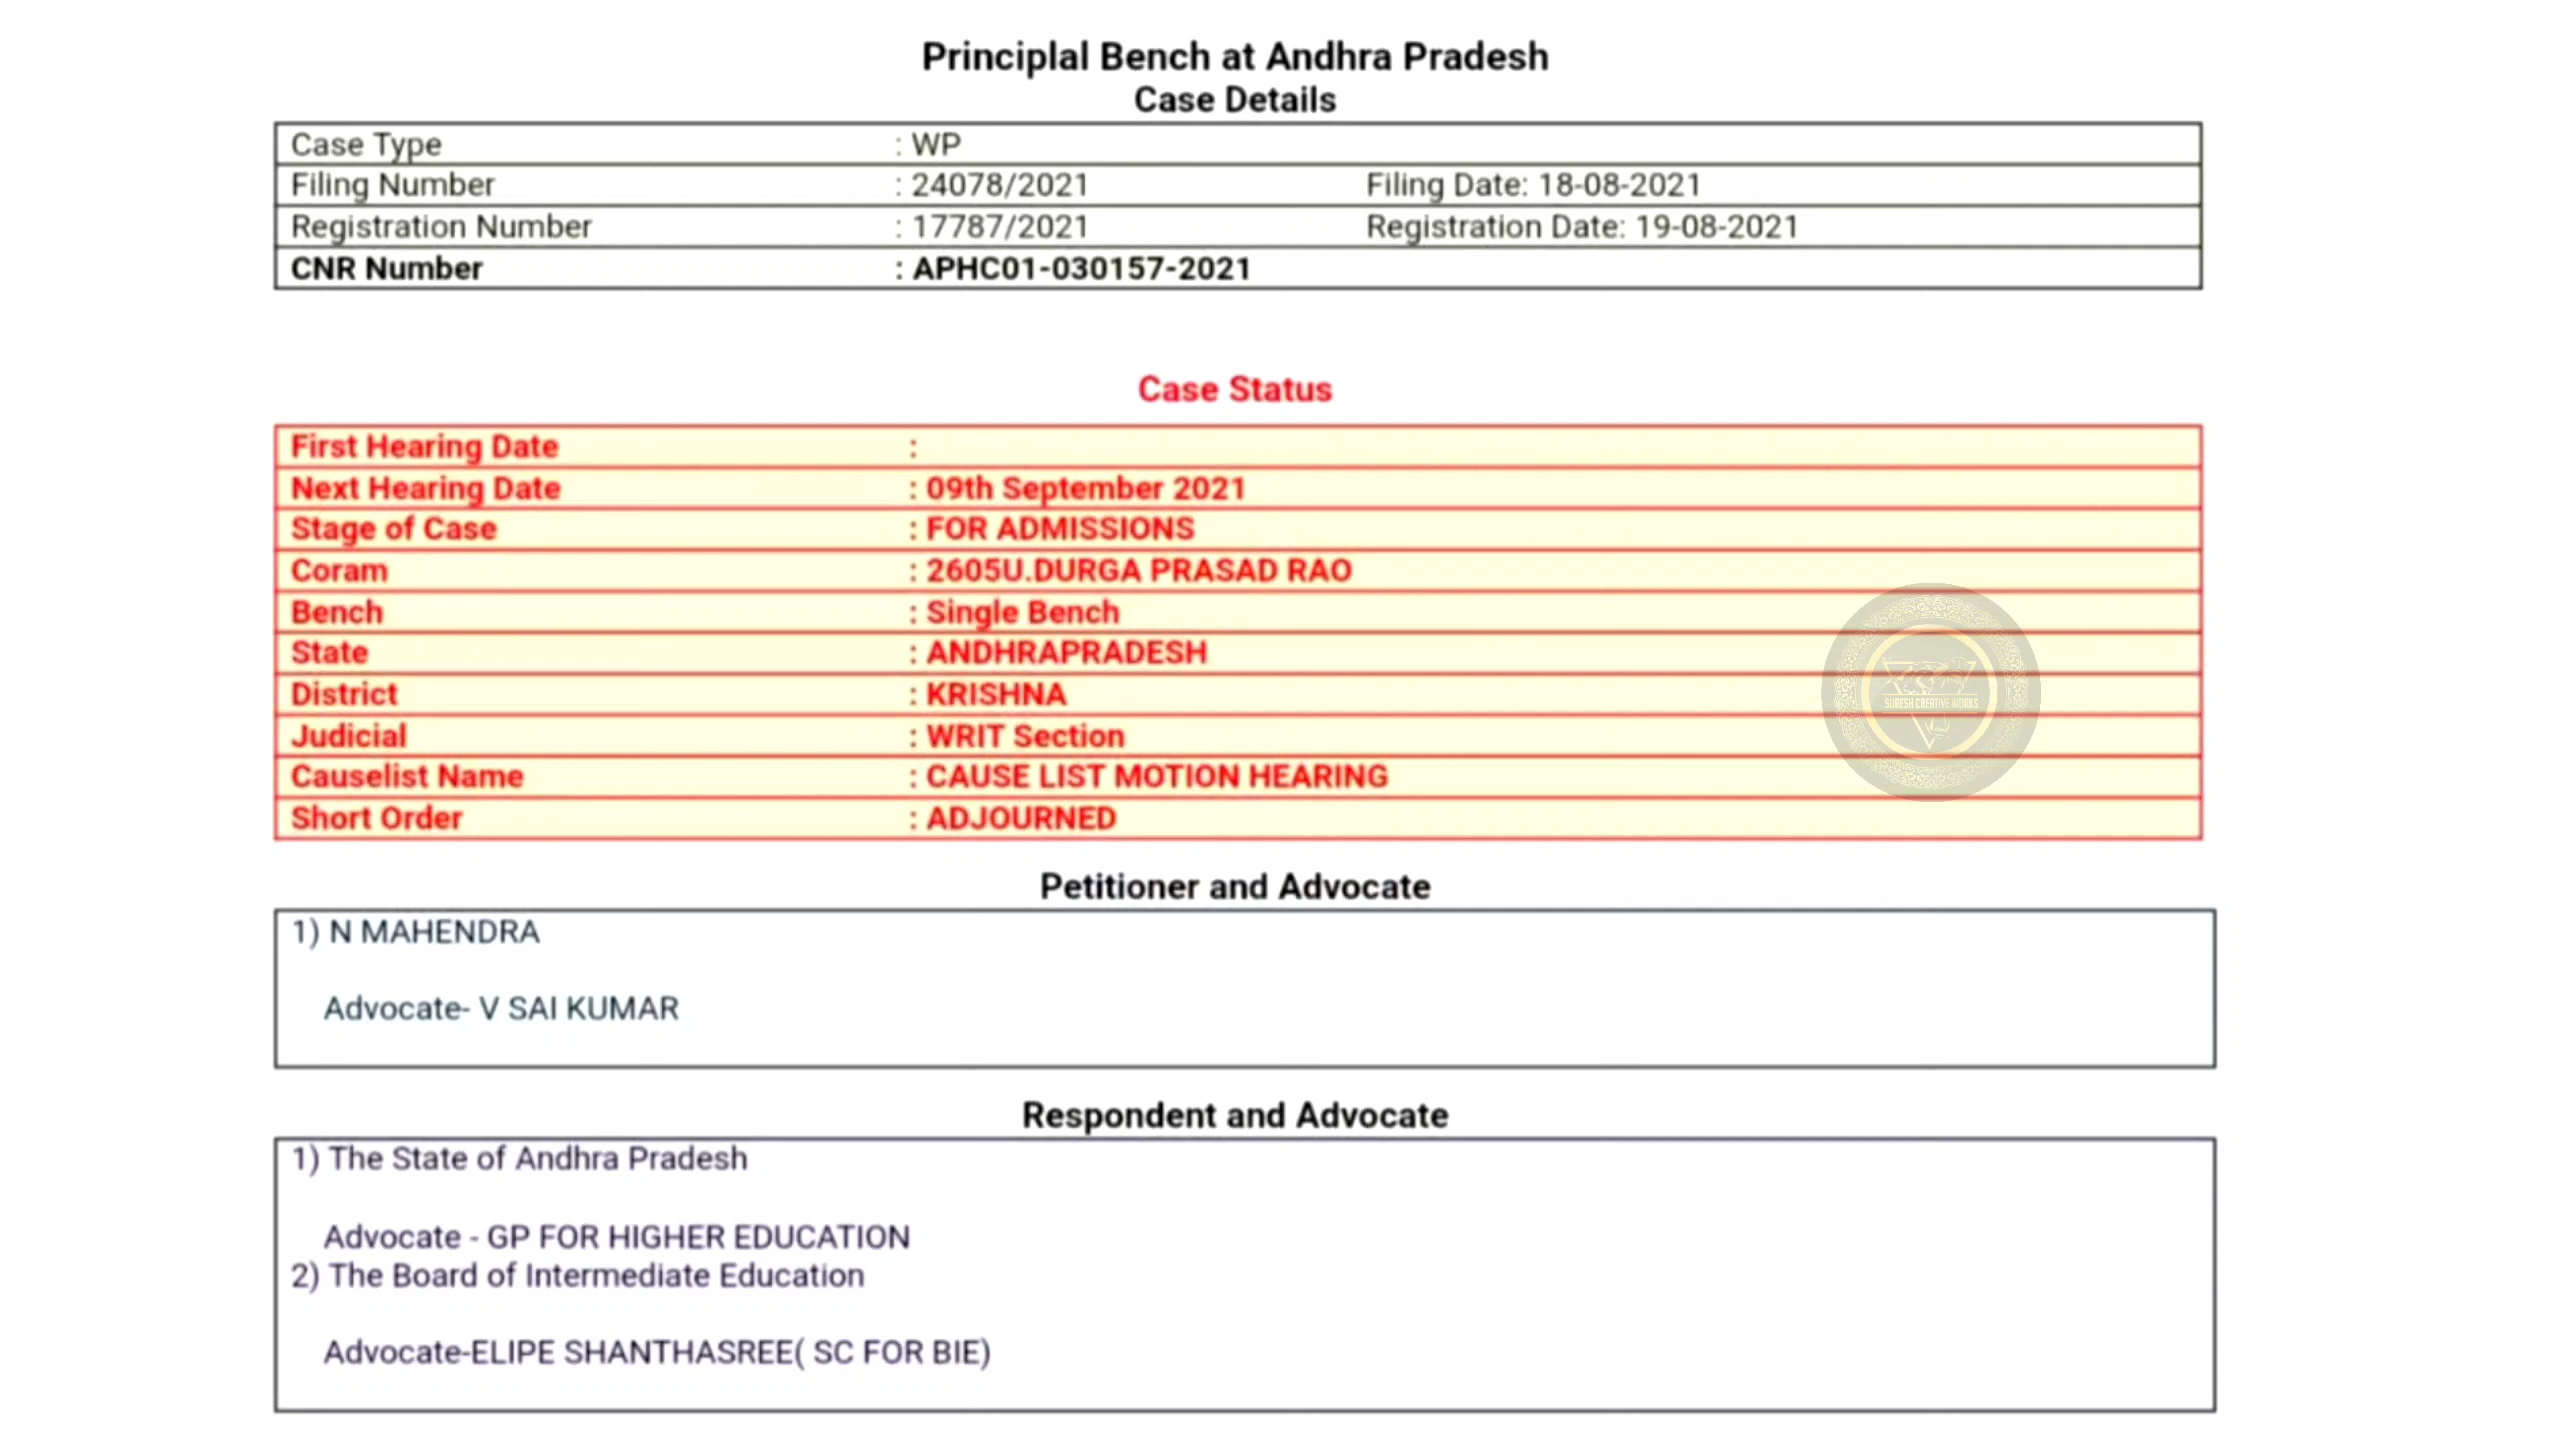 Principlal Bench at Andhra Pradesh
Case Details
Case Type : WP
Filing Number : 24078/2021 Filing Date: 18-08-2021
Registration Number : 17787/2021 Registration Date: 19-08-2021
CNR Number : APHC01-030157-2021
Case Status
First Hearing Date :
Next Hearing Date : 09th September 2021
Stage of Case : FOR ADMISSIONS
Coram : 2605U.DURGA PRASAD RAO
Bench : Single Bench
State : ANDHRAPRADESH
District : KRISHNA
SURESH CREATIVE WORKS
Judicial : WRIT Section
Causelist Name : CAUSE LIST MOTION HEARING
Short Order : ADJOURNED
Petitioner and Advocate
1) N MAHENDRA
Advocate- V SAI KUMAR
Respondent and Advocate
1) The State of Andhra Pradesh
Advocate - GP FOR HIGHER EDUCATION
2) The Board of Intermediate Education
Advocate-ELIPE SHANTHASREE( SC FOR BIE)